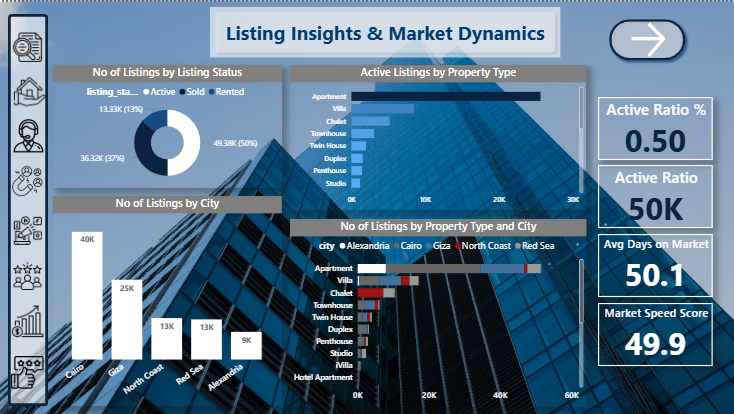 Listing Insights & Market Dynamics
No of Listings by Listing Status
listing_sta... Active Sold Rented
13.33K (13%)
49.38K (50%)
36.32K (37%)
Active Listings by Property Type
Apartment
Villa
Chalet
Townhouse
Twin House
Duplex
Penthouse
Studio
0K 10K 20K 30K
No of Listings by City
40K
25K
13K
13K
9K
Cairo
Giza
North Coast
Red Sea
Alexandria
No of Listings by Property Type and City
city Alexandria Cairo Giza North Coast Red Sea
Apartment
Villa
Chalet
Townhouse
Twin House
Duplex
Penthouse
Studio
iVilla
Hotel Apartment
0K 20K 40K 60K
Active Ratio %
0.50
Active Ratio
50K
Avg Days on Market
50.1
Market Speed Score
49.9